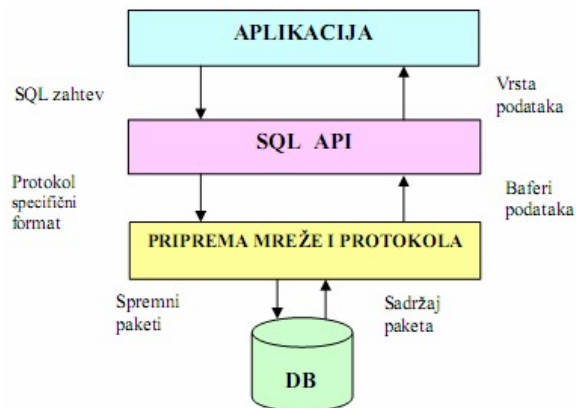 APLIKACIJA
SQL zahtev
Vrsta
podataka
SQL API
Protokol
specifični
format
Baferi
podataka
PRIPREMA MREŽE I PROTOKOLA
Spremni
paketi
Sadržaj
paketa
DB